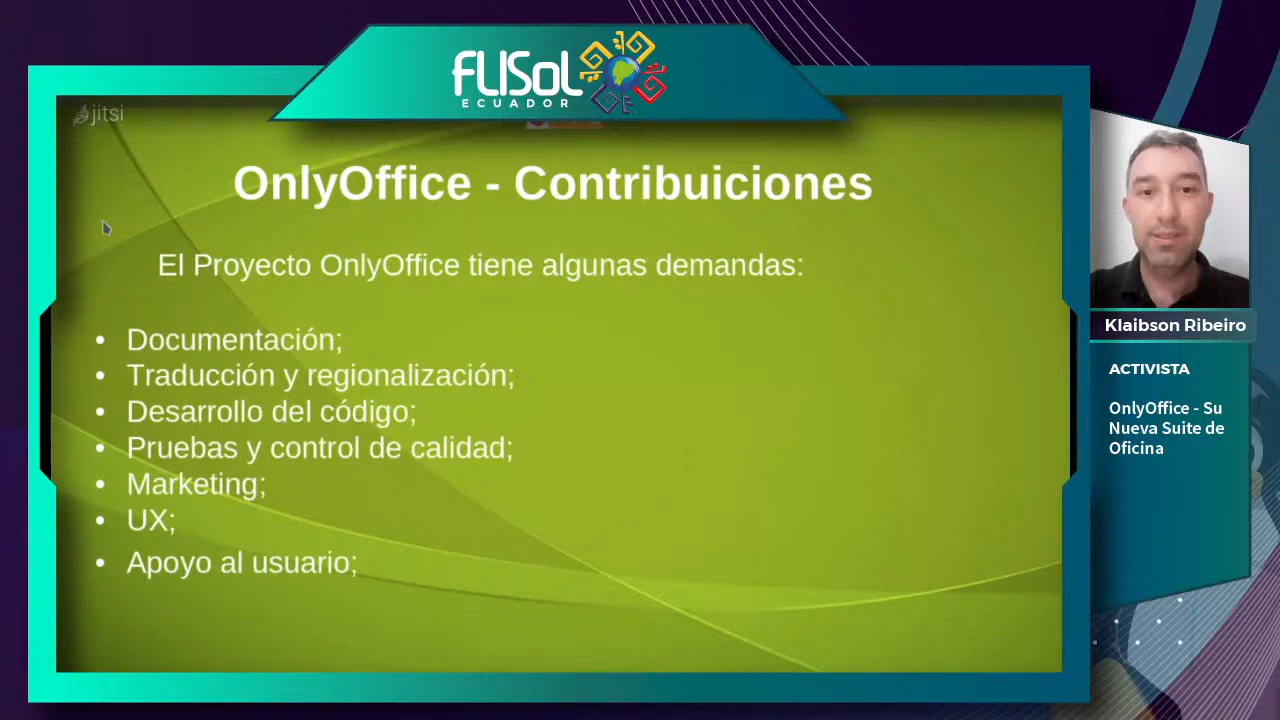 FLISoL
ECUADOR
jitsi
OnlyOffice - Contribuiciones
El Proyecto OnlyOffice tiene algunas demandas:
• Documentación;
• Traducción y regionalización;
• Desarrollo del código;
• Pruebas y control de calidad;
• Marketing;
• UX;
• Apoyo al usuario;
Klaibson Ribeiro
ACTIVISTA
OnlyOffice - Su
Nueva Suite de
Oficina